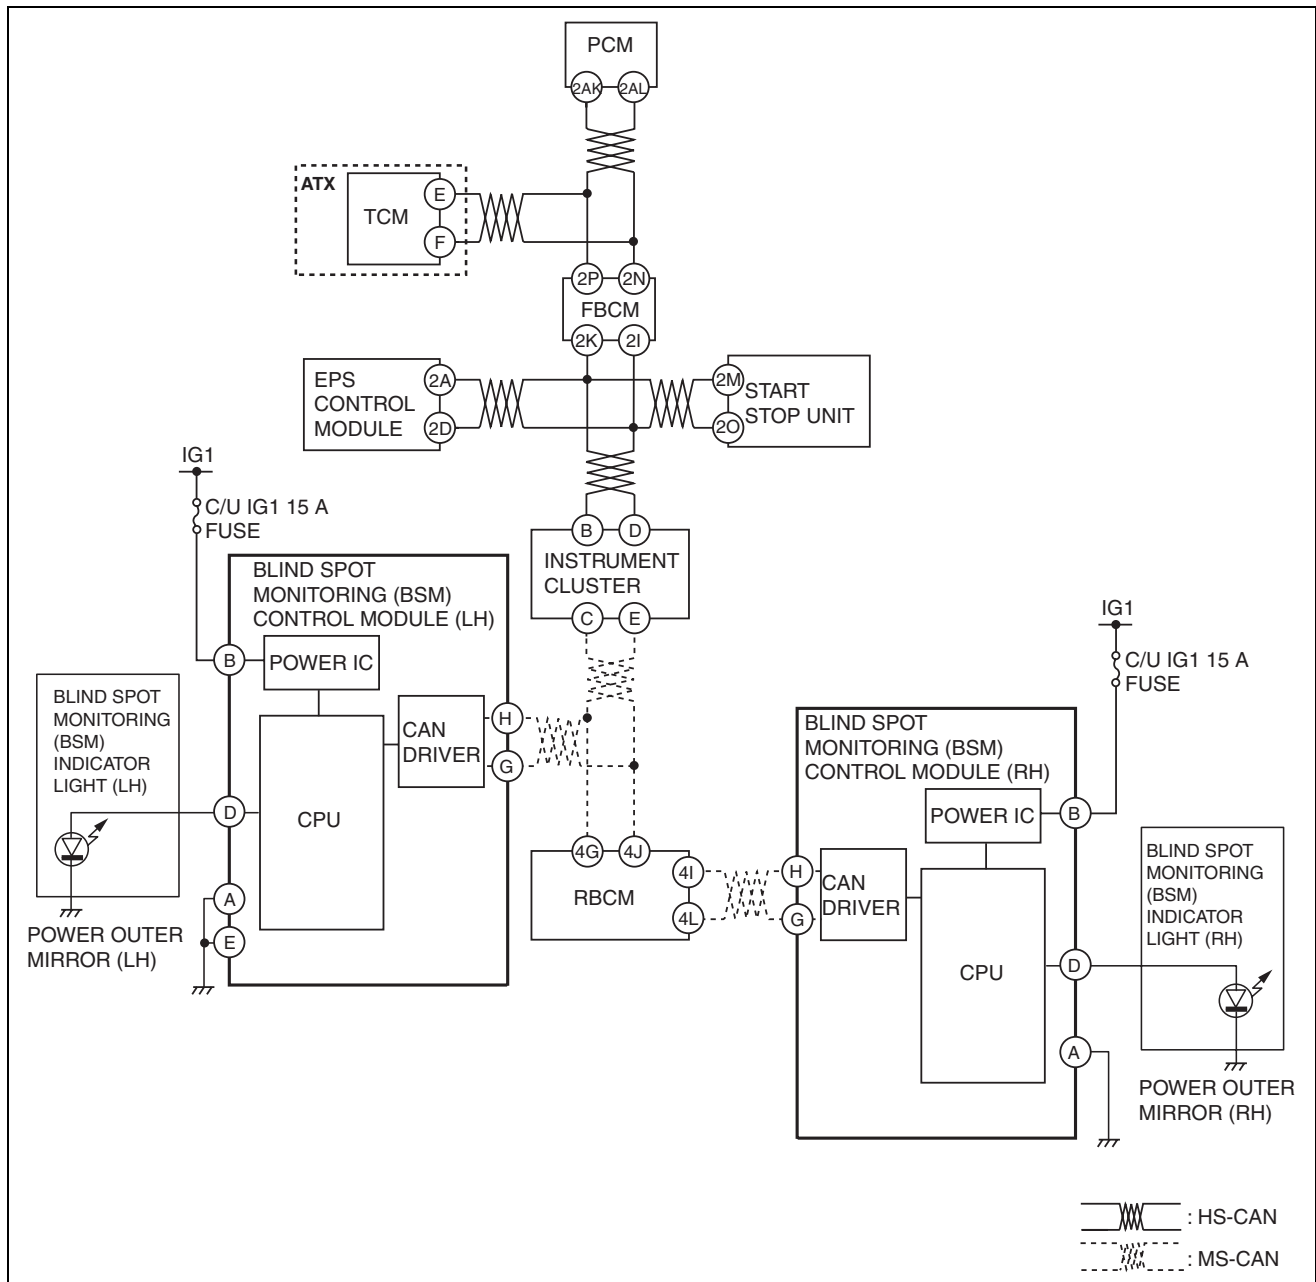 PCM
2AK 2AL
ATX
TCM
E
F
2P 2N
FBCM
2K 2I
EPS
CONTROL
MODULE
2A
2D
2M
2O
START
STOP UNIT
IG1
C/U IG1 15 A
FUSE
B D
INSTRUMENT
CLUSTER
C E
BLIND SPOT
MONITORING (BSM)
CONTROL MODULE (LH)
B
POWER IC
CAN
DRIVER
H
G
CPU
D
A
E
BLIND SPOT
MONITORING
(BSM)
INDICATOR
LIGHT (LH)
POWER OUTER
MIRROR (LH)
4G 4J
RBCM
4I
4L
IG1
C/U IG1 15 A
FUSE
BLIND SPOT
MONITORING (BSM)
CONTROL MODULE (RH)
POWER IC
B
H
G
CAN
DRIVER
CPU
D
A
BLIND SPOT
MONITORING
(BSM)
INDICATOR
LIGHT (RH)
POWER OUTER
MIRROR (RH)
: HS-CAN
: MS-CAN